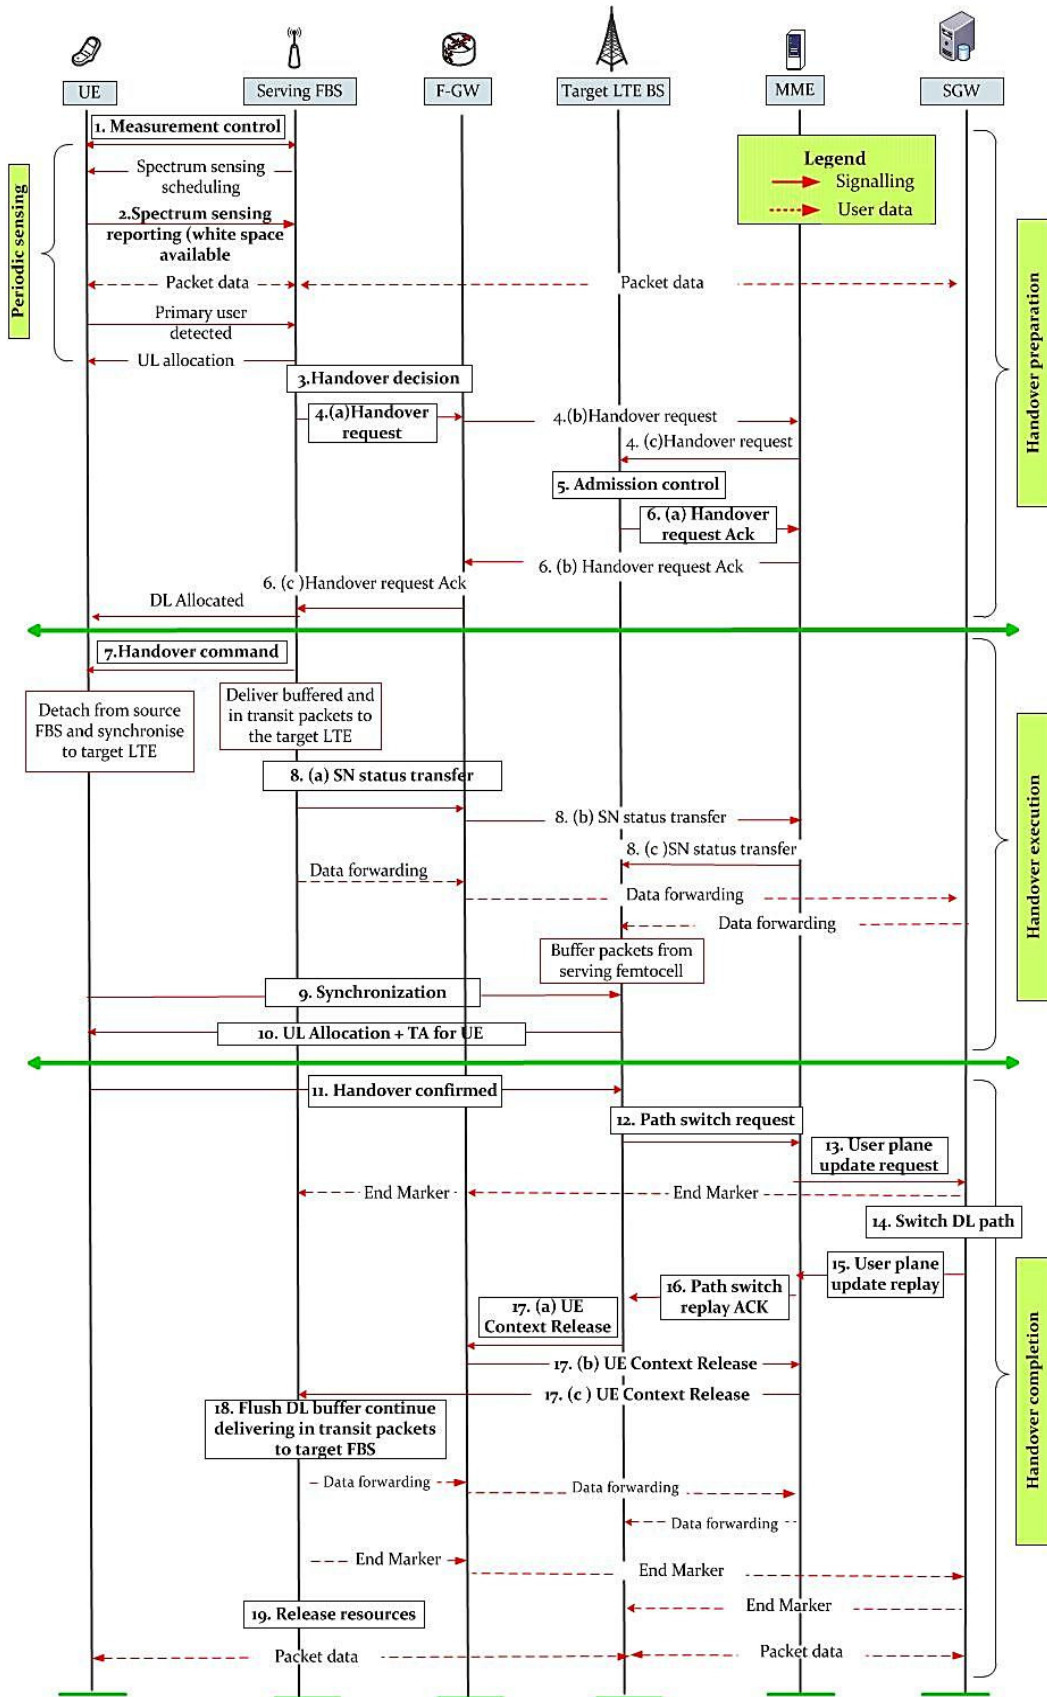 UE
Serving FBS
F-GW
Target LTE BS
MME
SGW
1. Measurement control
Legend
Signalling
User data
Periodic sensing
Spectrum sensing
scheduling
2.Spectrum sensing
reporting (white space
available
Packet data
Packet data
Primary user
detected
UL allocation
Handover preparation
3.Handover decision
4.(a)Handover
request
4.(b)Handover request
4. (c)Handover request
5. Admission control
6. (a) Handover
request Ack
6. (b) Handover request Ack
6. (c )Handover request Ack
DL Allocated
7.Handover command
Detach from source
FBS and synchronise
to target LTE
Deliver buffered and
in transit packets to
the target LTE
Handover execution
8. (a) SN status transfer
8. (b) SN status transfer
8. (c )SN status transfer
Data forwarding
Data forwarding
Data forwarding
Buffer packets from
serving femtocell
9. Synchronization
10. UL Allocation + TA for UE
11. Handover confirmed
12. Path switch request
13. User plane
update request
End Marker
End Marker
14. Switch DL path
15. User plane
update replay
16. Path switch
replay ACK
17. (a) UE
Context Release
17. (b) UE Context Release
17. (c ) UE Context Release
Handover completion
18. Flush DL buffer continue
delivering in transit packets
to target FBS
Data forwarding
Data forwarding
Data forwarding
End Marker
End Marker
End Marker
19. Release resources
Packet data
Packet data